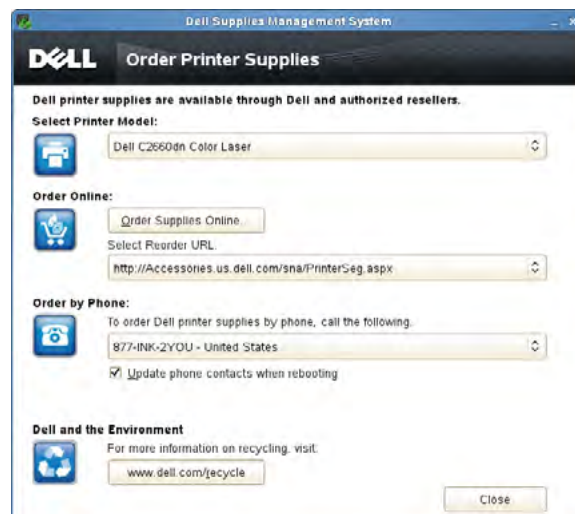 Dell Supplies Management System
DELL Order Printer Supplies
Dell printer supplies are available through Dell and authorized resellers.
Select Printer Model:
Dell C2660dn Color Laser
Order Online:
Order Supplies Online
Select Reorder URL.
http://Accessories.us.dell.com/sna/PrinterSeg.aspx
Order by Phone:
To order Dell printer supplies by phone, call the following.
877-INK-2YOU - United States
Update phone contacts when rebooting
Dell and the Environment
For more information on recycling, visit:
www.dell.com/recycle
Close